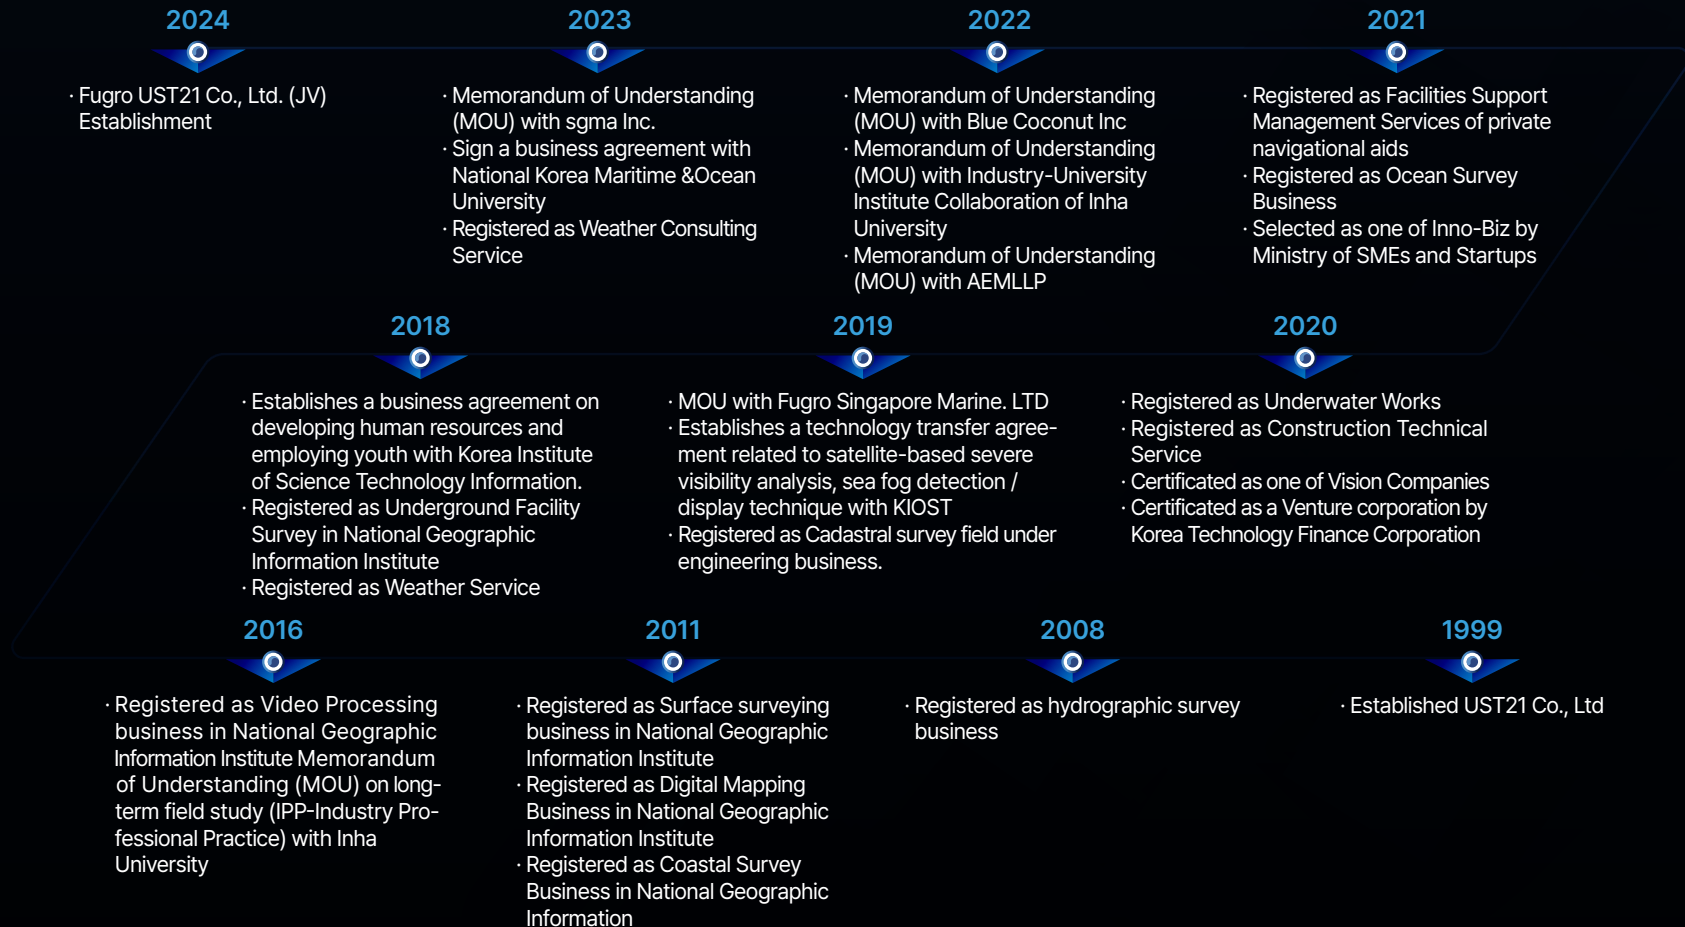 2024
· Fugro UST21 Co., Ltd. (JV)
Establishment
2023
· Memorandum of Understanding
(MOU) with sgma Inc.
· Sign a business agreement with
National Korea Maritime &Ocean
University
· Registered as Weather Consulting
Service
2022
· Memorandum of Understanding
(MOU) with Blue Coconut Inc
· Memorandum of Understanding
(MOU) with Industry-University
Institute Collaboration of Inha
University
· Memorandum of Understanding
(MOU) with AEMLLP
2021
· Registered as Facilities Support
Management Services of private
navigational aids
· Registered as Ocean Survey
Business
· Selected as one of Inno-Biz by
Ministry of SMEs and Startups
2018
· Establishes a business agreement on
developing human resources and
employing youth with Korea Institute
of Science Technology Information.
· Registered as Underground Facility
Survey in National Geographic
Information Institute
· Registered as Weather Service
2019
· MOU with Fugro Singapore Marine. LTD
· Establishes a technology transfer agree-
ment related to satellite-based severe
visibility analysis, sea fog detection /
display technique with KIOST
· Registered as Cadastral survey field under
engineering business.
2020
· Registered as Underwater Works
· Registered as Construction Technical
Service
· Certificated as one of Vision Companies
· Certificated as a Venture corporation by
Korea Technology Finance Corporation
2016
· Registered as Video Processing
business in National Geographic
Information Institute Memorandum
of Understanding (MOU) on long-
term field study (IPP-Industry Pro-
fessional Practice) with Inha
University
2011
· Registered as Surface surveying
business in National Geographic
Information Institute
· Registered as Digital Mapping
Business in National Geographic
Information Institute
· Registered as Coastal Survey
Business in National Geographic
Information
2008
· Registered as hydrographic survey
business
1999
· Established UST21 Co., Ltd